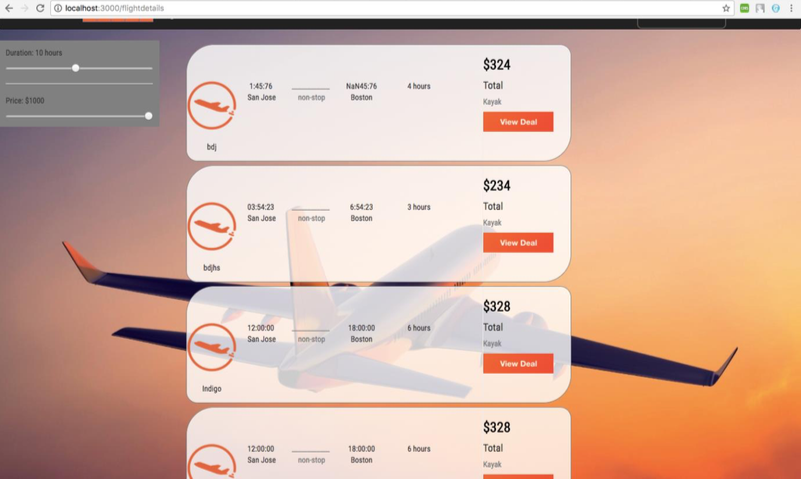 localhost:3000/flightdetails
Duration: 10 hours
Price: $1000
$324
1:45:76 NaN45:76 4 hours Total
San Jose non-stop Boston
Kayak
View Deal
bdj
$234
03:54:23 6:54:23 3 hours Total
San Jose non-stop Boston
Kayak
View Deal
bdjhs
$328
12:00:00 18:00:00 6 hours Total
San Jose non-stop Boston
Kayak
View Deal
Indigo
$328
12:00:00 18:00:00 6 hours Total
San Jose non-stop Boston
Kayak